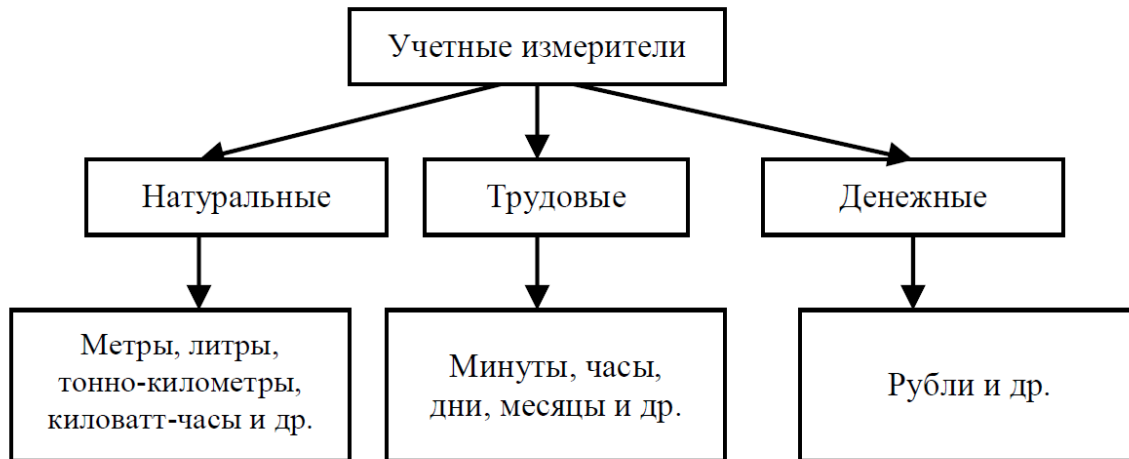 Учетные измерители
Натуральные
Трудовые
Денежные
Метры, литры,
тонно-километры,
киловатт-часы и др.
Минуты, часы,
дни, месяцы и др.
Рубли и др.